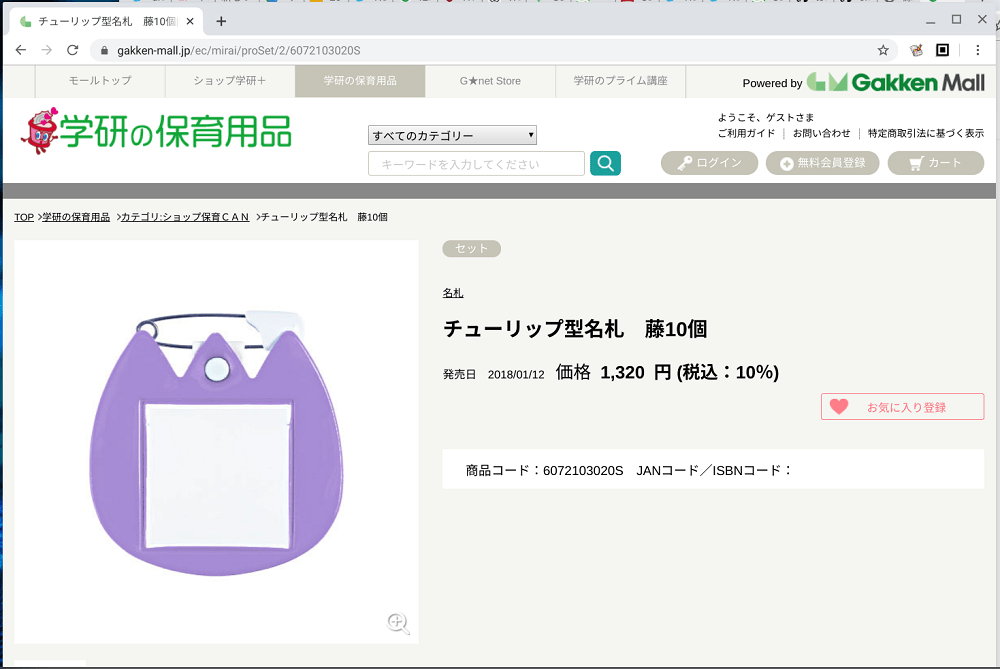 チューリップ型名札　藤10個
gakken-mall.jp/ec/mirai/proSet/2/6072103020S
モールトップ
ショップ学研＋
学研の保育用品
G★net Store
学研のプライム講座
Powered by Gakken Mall
学研の保育用品
ようこそ、ゲストさま
ご利用ガイド ｜ お問い合わせ ｜ 特定商取引法に基づく表示
すべてのカテゴリー
キーワードを入力してください
ログイン
無料会員登録
カート
TOP >学研の保育用品 >カテゴリ:ショップ保育ＣＡＮ >チューリップ型名札　藤10個
セット
名札
チューリップ型名札　藤10個
発売日　2018/01/12 価格 1,320 円 (税込：10%)
お気に入り登録
商品コード：6072103020S　JANコード／ISBNコード：